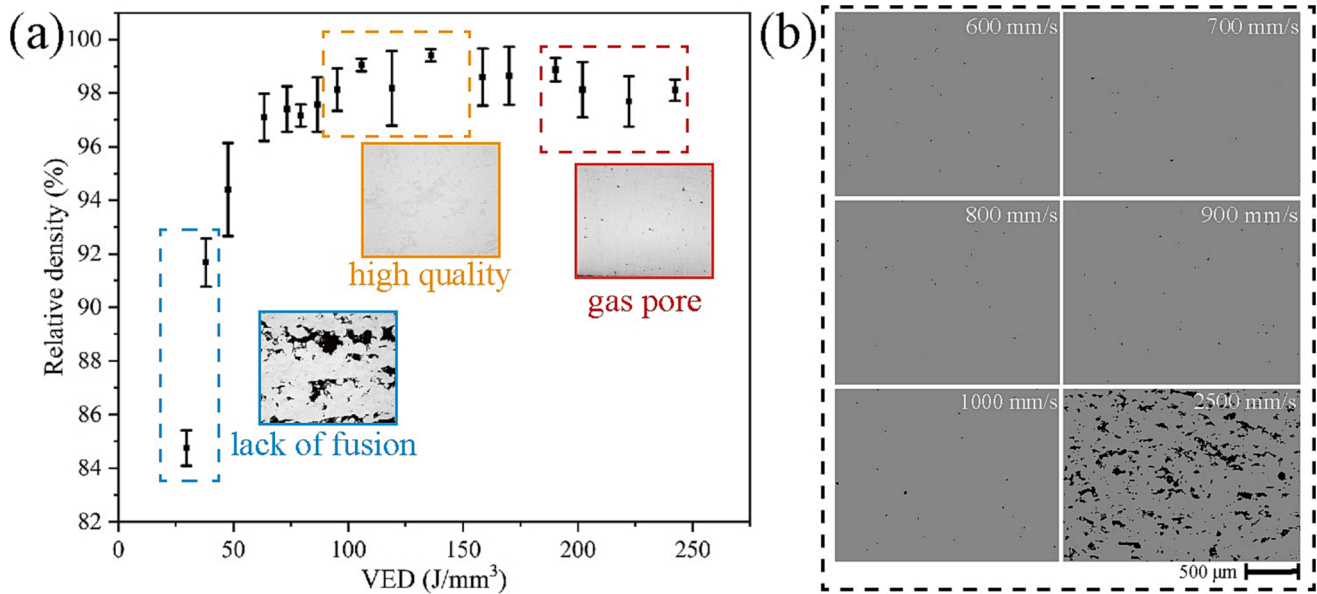 (a)
100
98
96
94
92
90
88
86
84
82
Relative density (%)
high quality
gas pore
lack of fusion
0
50
100
150
200
250
VED (J/mm³)
(b)
600 mm/s
700 mm/s
800 mm/s
900 mm/s
1000 mm/s
2500 mm/s
500 μm